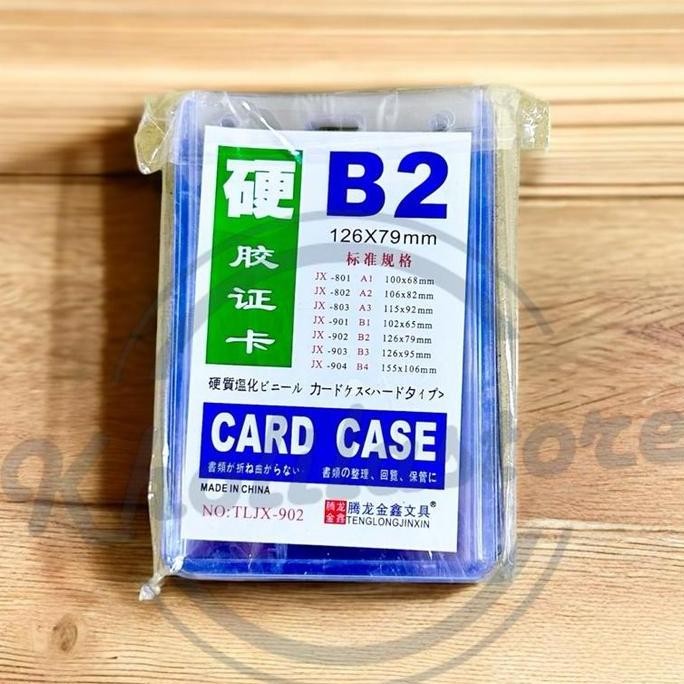 硬胶证卡
B2
126X79mm
标准规格
JX -801 A1 100x68mm
JX -802 A2 106x82mm
JX -803 A3 115x92mm
JX -901 B1 102x65mm
JX -902 B2 126x79mm
JX -903 B3 126x95mm
JX -904 B4 155x106mm
硬質塩化ビニール カードケス<ハードタイプ>
CARD CASE
書類が折ね曲がらない 書類の整理、回覧、保管に
MADE IN CHINA
NO:TLJX-902
腾龙金鑫 腾龙金鑫文具®
TENGLONGJINXIN